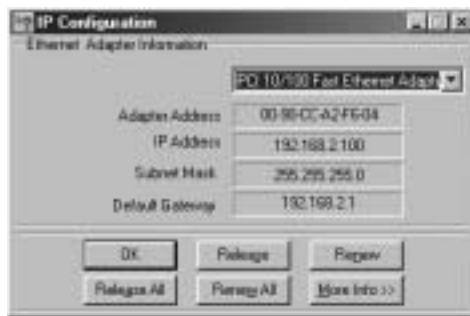 IP Configuration
Ethernet Adapter Information
PCI 10/100 Fast Ethernet Adapt
Adapter Address 00-90-CC-A2-F6-04
IP Address 192.168.2.100
Subnet Mask 255.255.255.0
Default Gateway 192.168.2.1
OK Release Renew
Release All Renew All More Info >>